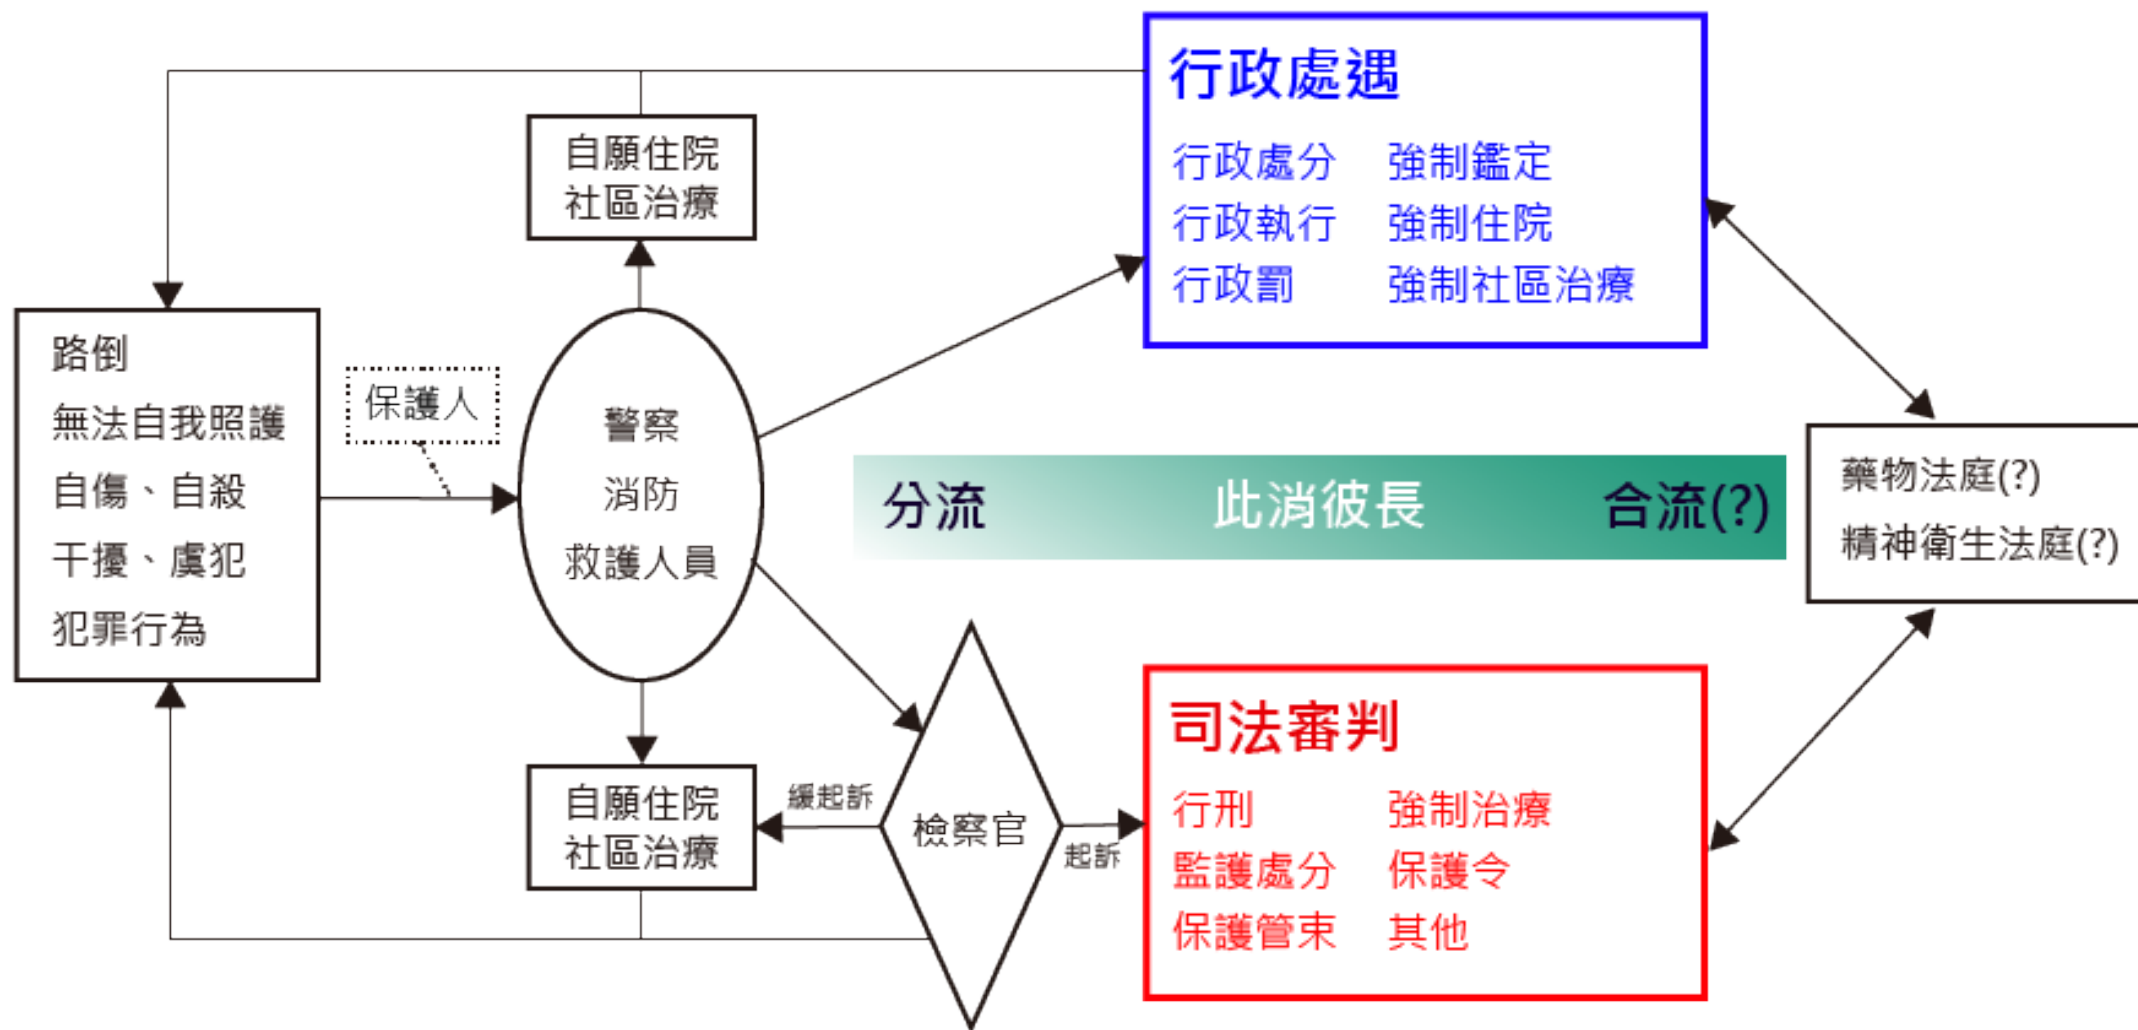 行政處遇
行政處分 強制鑑定
行政執行 強制住院
行政罰 強制社區治療
自願住院
社區治療
路倒
無法自我照護
自傷、自殺
干擾、虞犯
犯罪行為
保護人
警察
消防
救護人員
分流 此消彼長 合流(?)
藥物法庭(?)
精神衛生法庭(?)
自願住院
社區治療
緩起訴
檢察官
起訴
司法審判
行刑 強制治療
監護處分 保護令
保護管束 其他